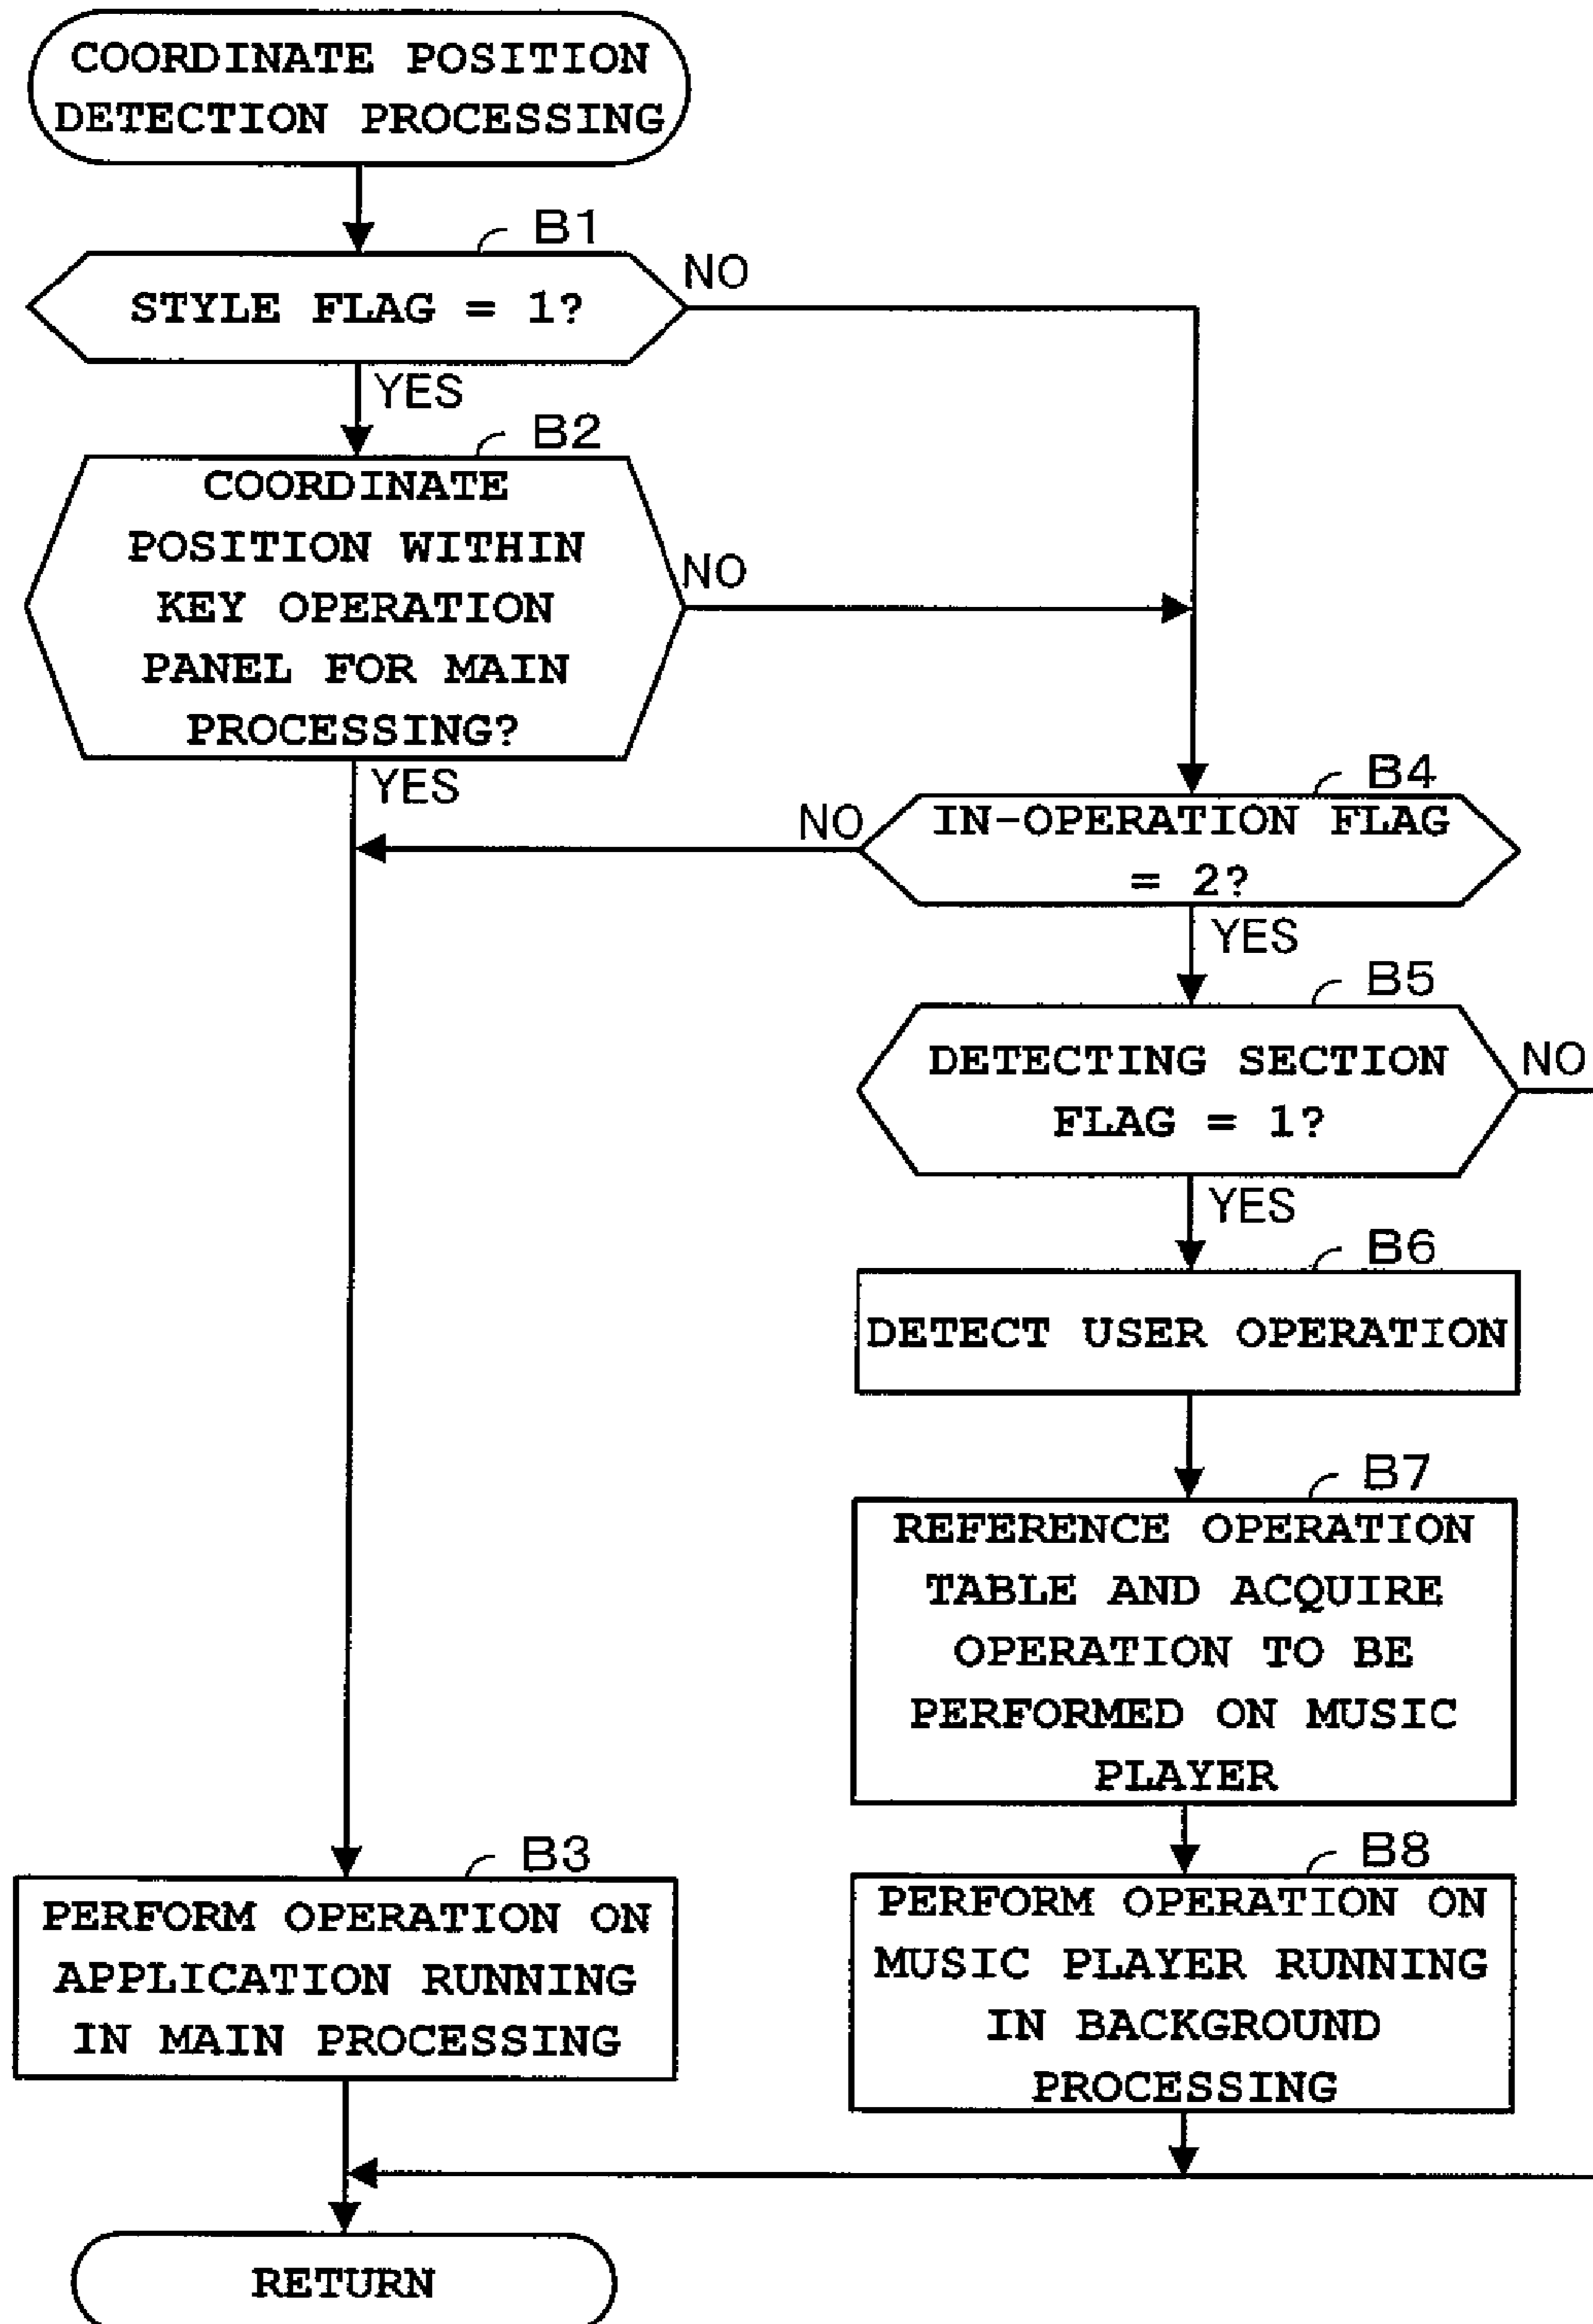 COORDINATE POSITION
DETECTION PROCESSING
B1
STYLE FLAG = 1?
NO
YES
B2
COORDINATE
POSITION WITHIN
KEY OPERATION
PANEL FOR MAIN
PROCESSING?
NO
YES
B4
IN-OPERATION FLAG
= 2?
NO
YES
B5
DETECTING SECTION
FLAG = 1?
NO
YES
B6
DETECT USER OPERATION
B7
REFERENCE OPERATION
TABLE AND ACQUIRE
OPERATION TO BE
PERFORMED ON MUSIC
PLAYER
B3
PERFORM OPERATION ON
APPLICATION RUNNING
IN MAIN PROCESSING
B8
PERFORM OPERATION ON
MUSIC PLAYER RUNNING
IN BACKGROUND
PROCESSING
RETURN